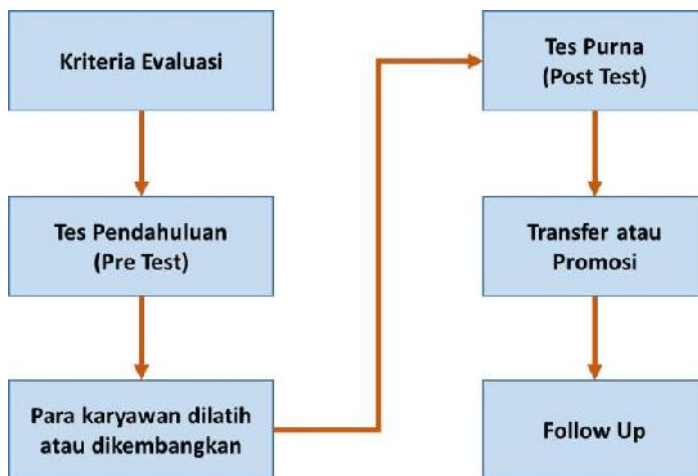 Kriteria Evaluasi
Tes Pendahuluan
(Pre Test)
Para karyawan dilatih
atau dikembangkan
Tes Purna
(Post Test)
Transfer atau
Promosi
Follow Up